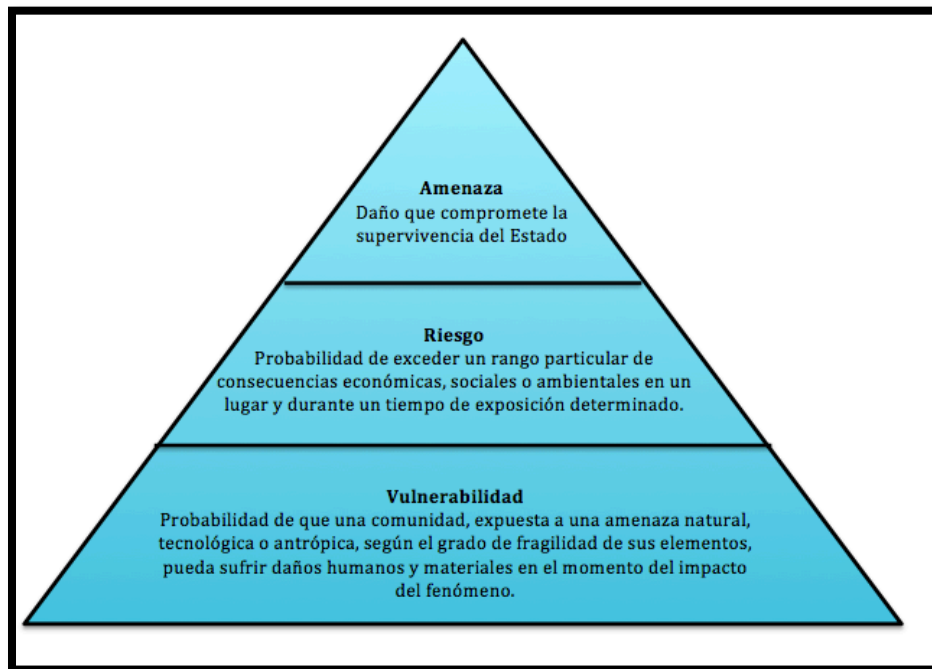 Amenaza
Daño que compromete la
supervivencia del Estado
Riesgo
Probabilidad de exceder un rango particular de
consecuencias económicas, sociales o ambientales en un
lugar y durante un tiempo de exposición determinado.
Vulnerabilidad
Probabilidad de que una comunidad, expuesta a una amenaza natural,
tecnológica o antrópica, según el grado de fragilidad de sus elementos,
pueda sufrir daños humanos y materiales en el momento del impacto
del fenómeno.